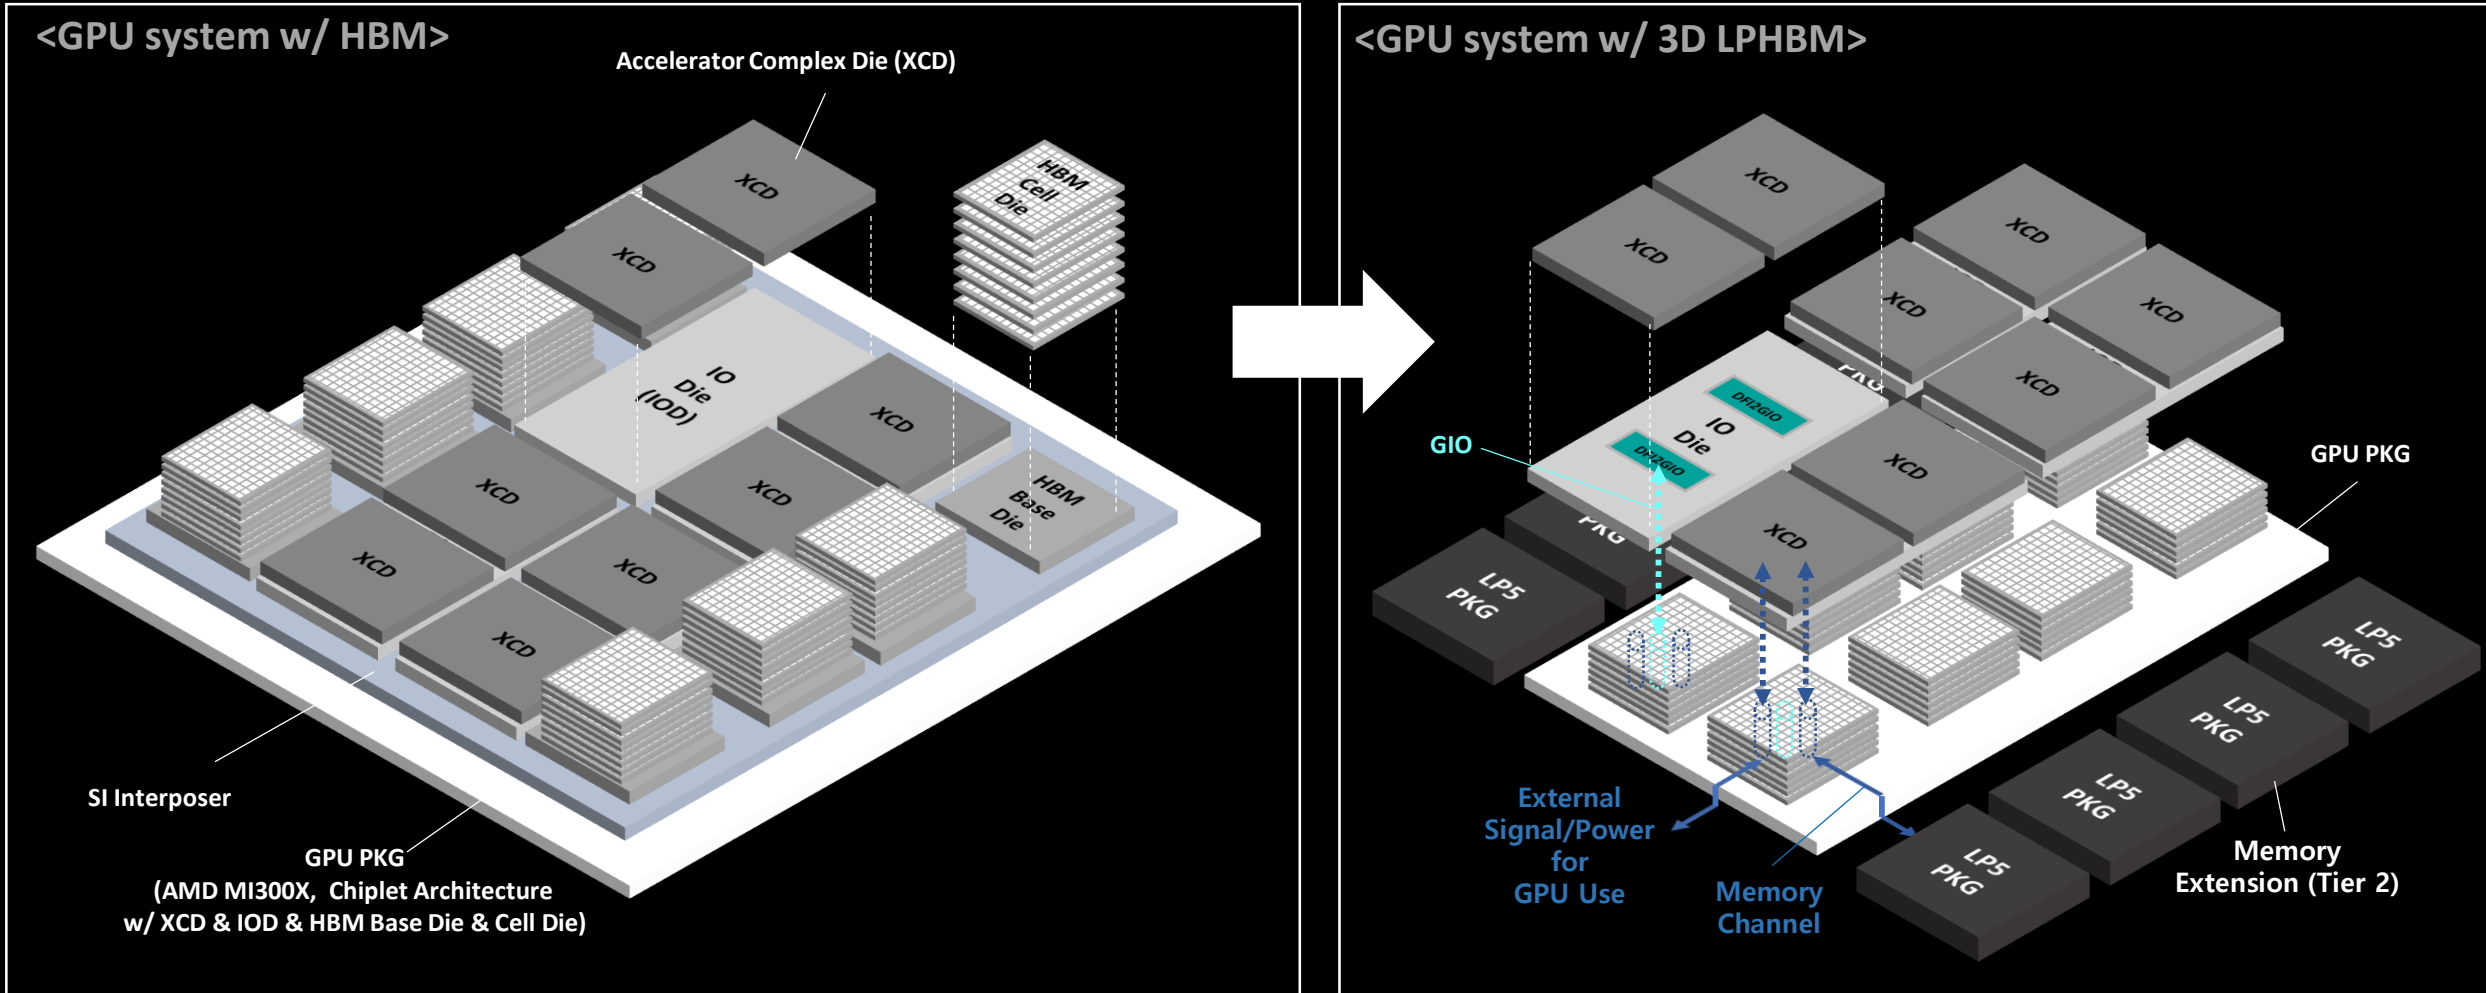 <GPU system w/ HBM>
Accelerator Complex Die (XCD)
XCD
XCD
HBM
Cell
Die
IO
Die
(IOD)
XCD
XCD
XCD
XCD
XCD
XCD
HBM
Base
Die
SI Interposer
GPU PKG
(AMD MI300X, Chiplet Architecture
w/ XCD & IOD & HBM Base Die & Cell Die)
<GPU system w/ 3D LPHBM>
XCD
XCD
XCD
XCD
XCD
XCD
PKG
DFI2GIO
IO
Die
DFI2GIO
GIO
XCD
XCD
GPU PKG
PKG
LP5
PKG
LP5
PKG
LP5
PKG
LP5
PKG
LP5
PKG
External
Signal/Power
for
GPU Use
Memory
Channel
Memory
Extension (Tier 2)